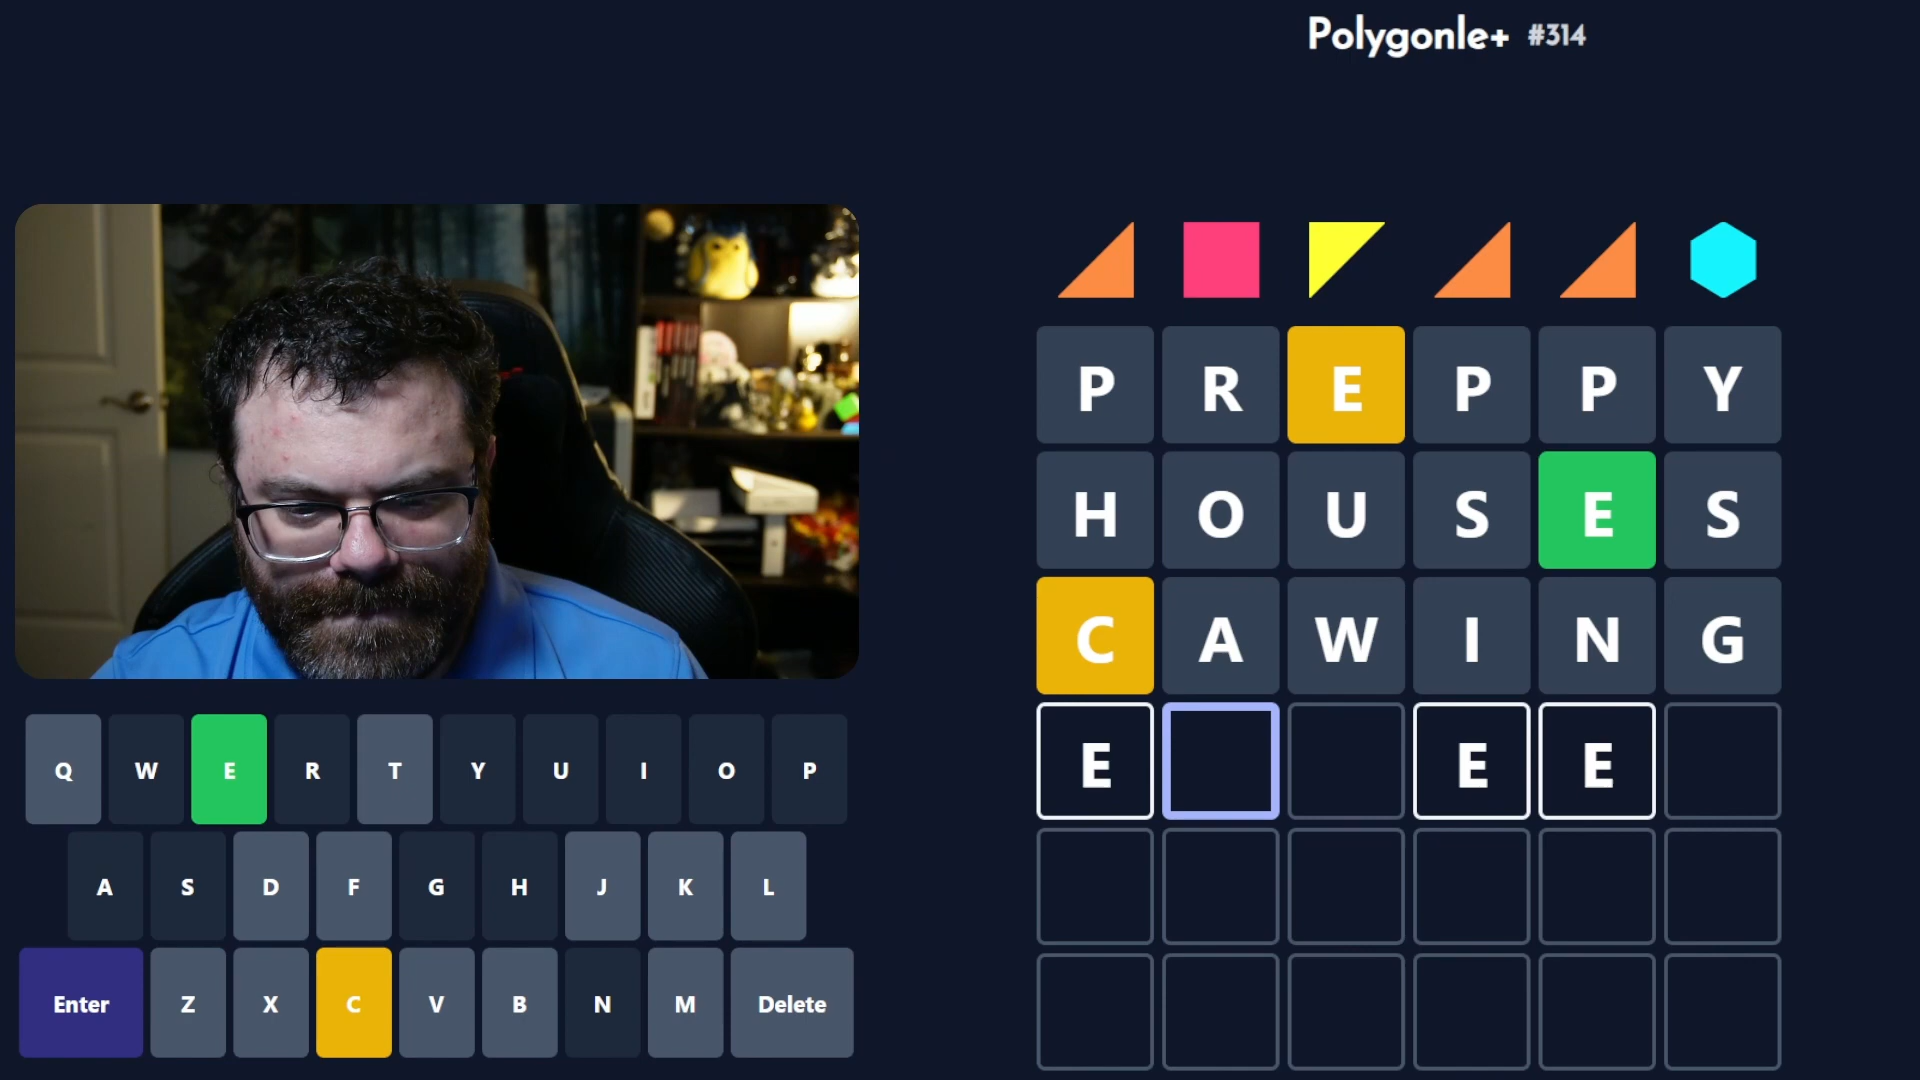 Polygonle+ #314
P R E P P Y
H O U S E S
C A W I N G
E E E
Q W E R T Y U I O P
A S D F G H J K L
Enter Z X C V B N M Delete